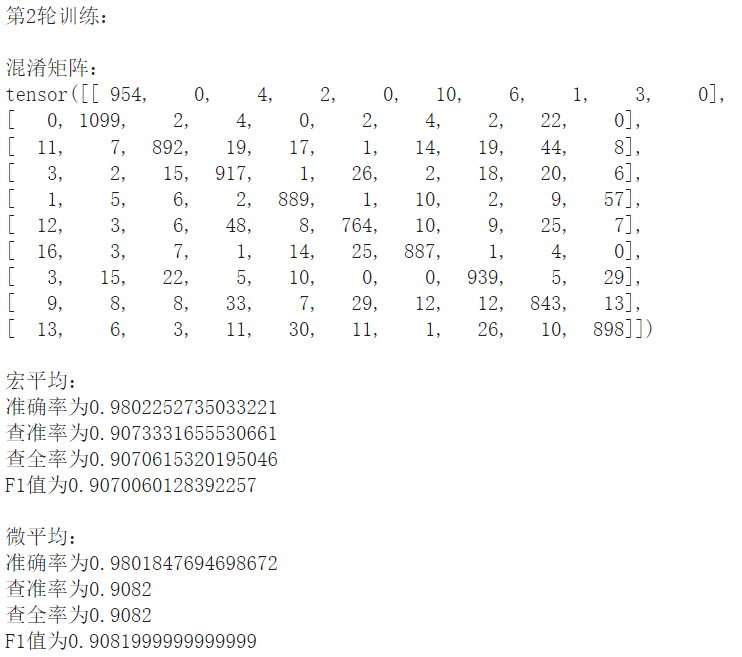 第2轮训练：
混淆矩阵：
tensor([[ 954, 0, 4, 2, 0, 10, 6, 1, 3, 0],
[ 0, 1099, 2, 4, 0, 2, 4, 2, 22, 0],
[ 11, 7, 892, 19, 17, 1, 14, 19, 44, 8],
[ 3, 2, 15, 917, 1, 26, 2, 18, 20, 6],
[ 1, 5, 6, 2, 889, 1, 10, 2, 9, 57],
[ 12, 3, 6, 48, 8, 764, 10, 9, 25, 7],
[ 16, 3, 7, 1, 14, 25, 887, 1, 4, 0],
[ 3, 15, 22, 5, 10, 0, 0, 939, 5, 29],
[ 9, 8, 8, 33, 7, 29, 12, 12, 843, 13],
[ 13, 6, 3, 11, 30, 11, 1, 26, 10, 898]])
宏平均：
准确率为0.9802252735033221
查准率为0.9073331655530661
查全率为0.9070615320195046
F1值为0.9070060128392257
微平均：
准确率为0.9801847694698672
查准率为0.9082
查全率为0.9082
F1值为0.9081999999999999